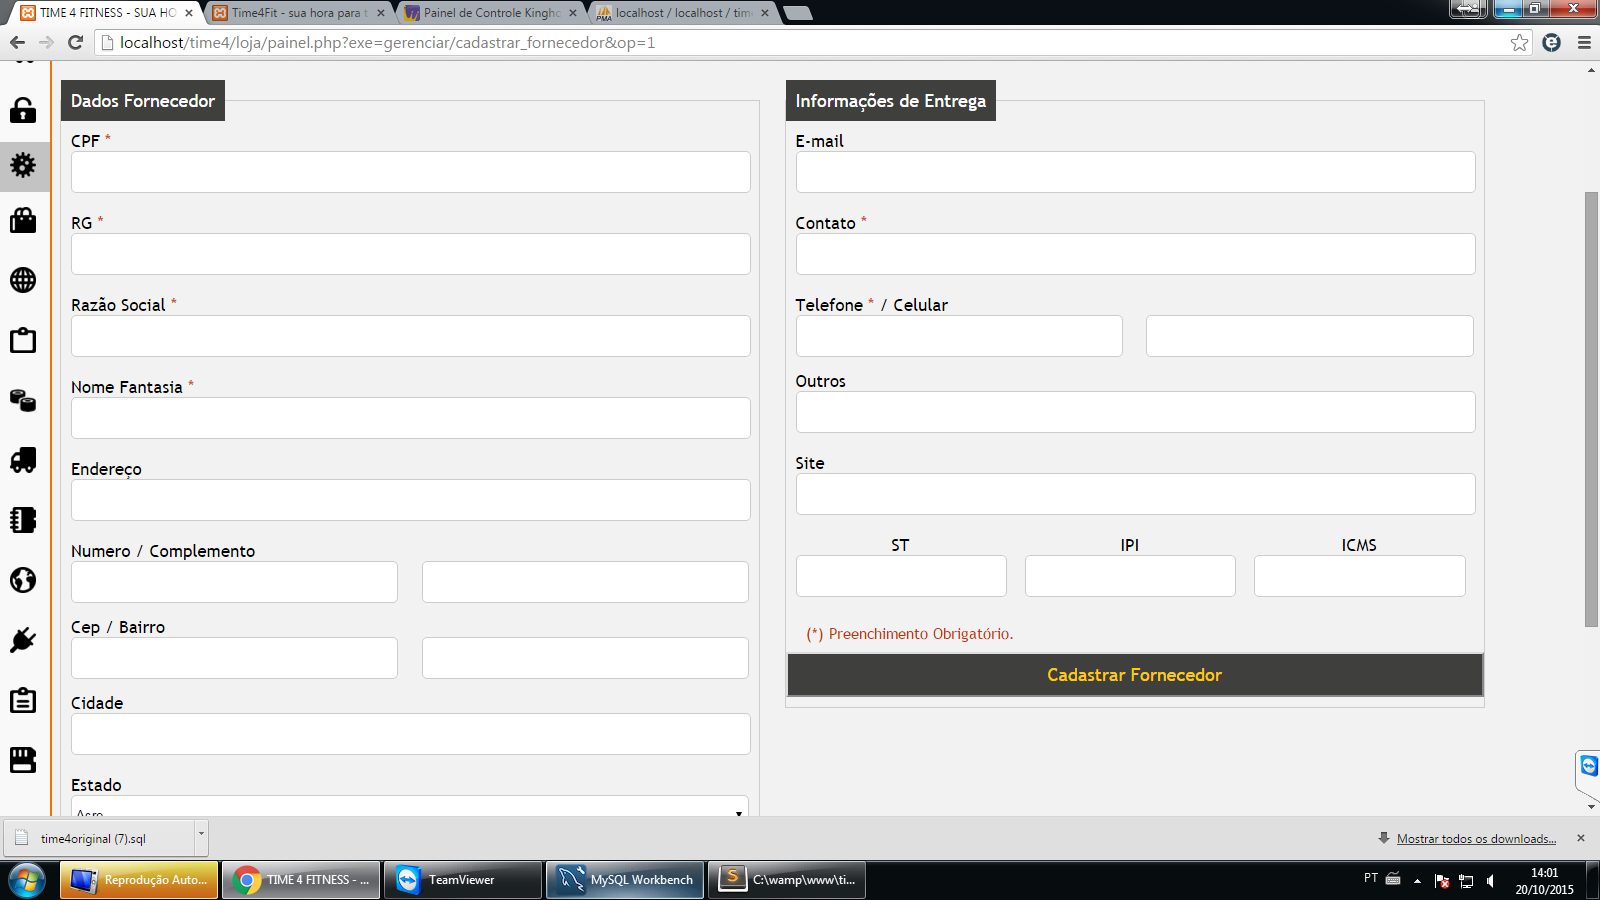 TIME 4 FITNESS - SUA HO
Time4Fit - sua hora para t
Painel de Controle Kingho
localhost / localhost / time
localhost/time4/loja/painel.php?exe=gerenciar/cadastrar_fornecedor&op=1
Dados Fornecedor
CPF *
RG *
Razão Social *
Nome Fantasia *
Endereço
Numero / Complemento
Cep / Bairro
Cidade
Estado
Acre
Informações de Entrega
E-mail
Contato *
Telefone * / Celular
Outros
Site
ST IPI ICMS
(*) Preenchimento Obrigatório.
Cadastrar Fornecedor
time4original (7).sql
Mostrar todos os downloads...
Reprodução Auto...
TIME 4 FITNESS - ...
TeamViewer
MySQL Workbench
C:\wamp\www\ti...
PT
14:01
20/10/2015